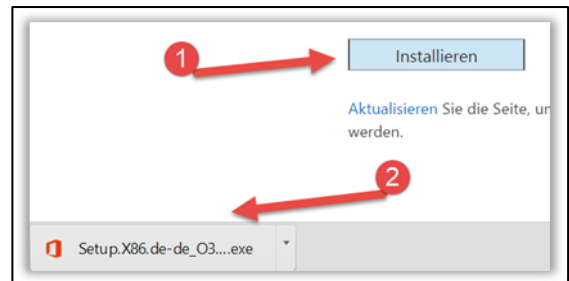 1
Installieren
Aktualisieren Sie die Seite, un
werden.
2
Setup.X86.de-de_O3....exe